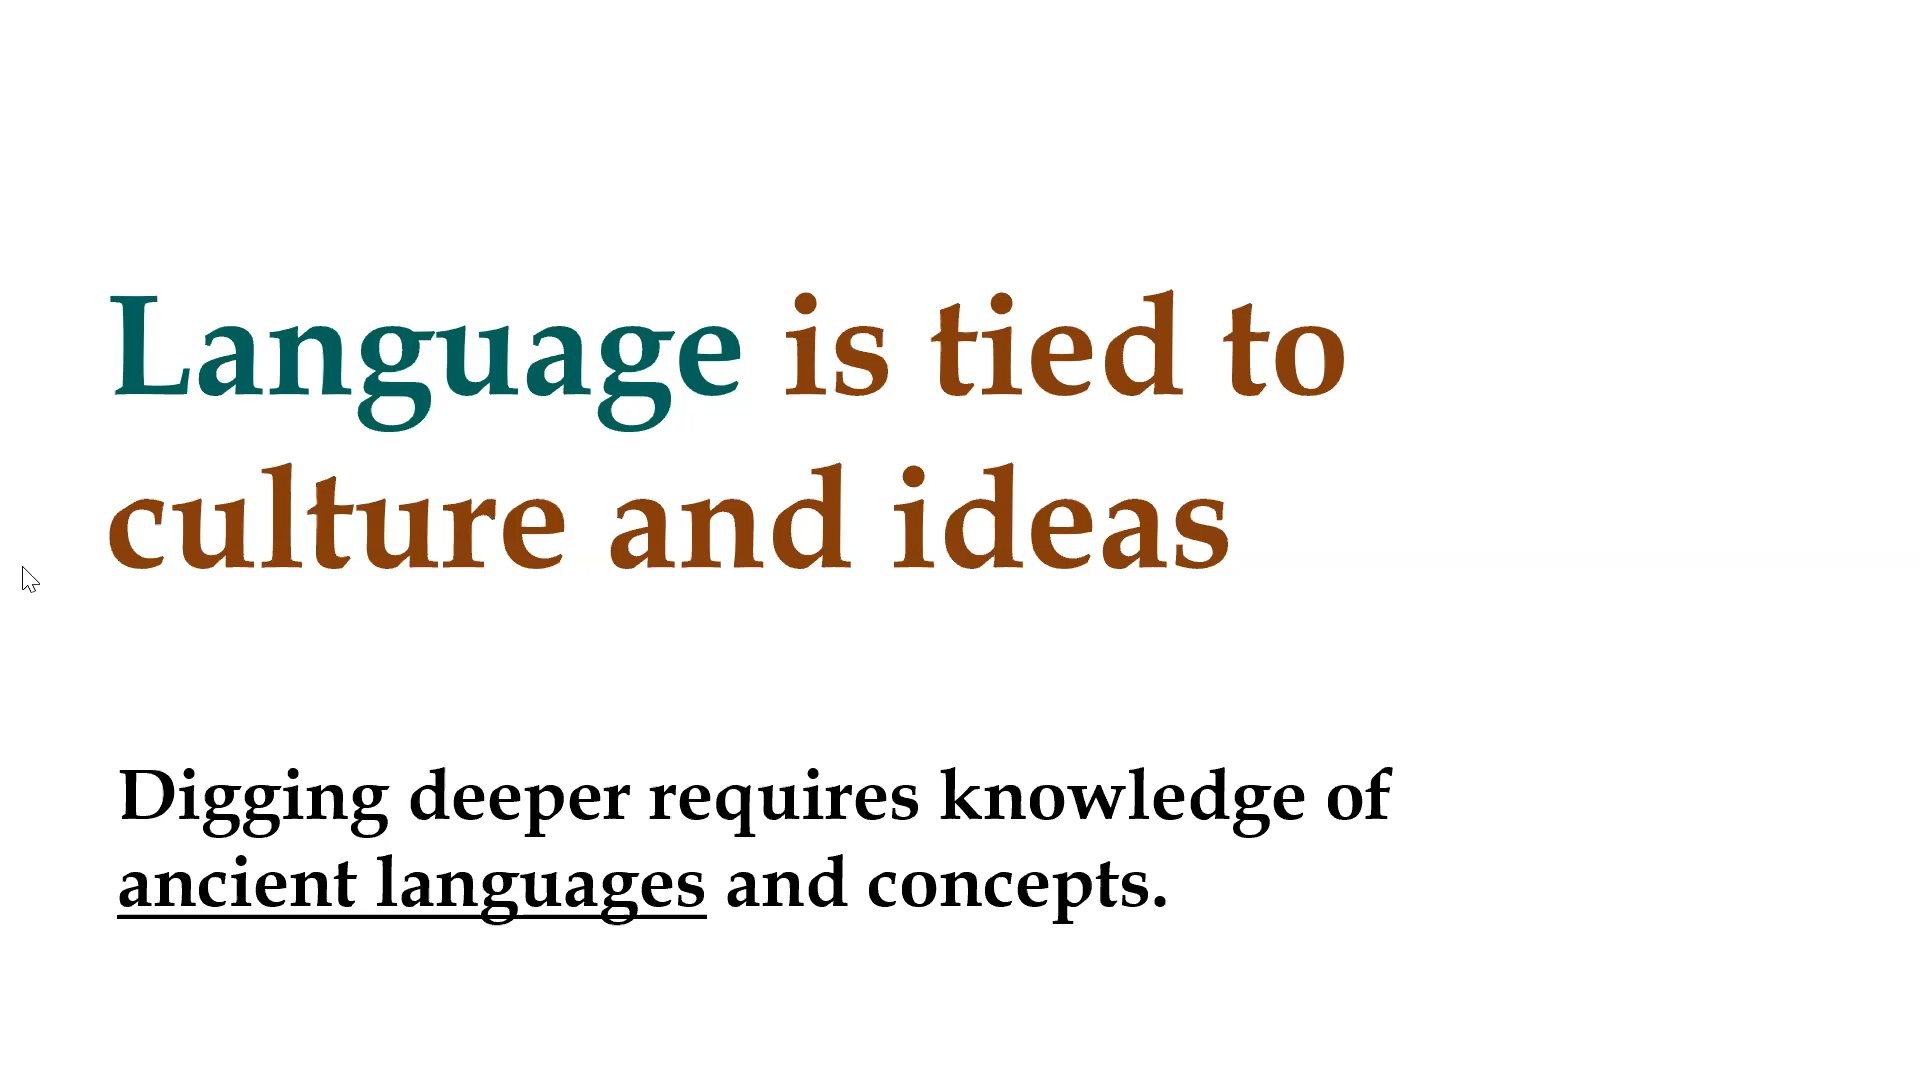 Language is tied to
culture and ideas
Digging deeper requires knowledge of
ancient languages and concepts.